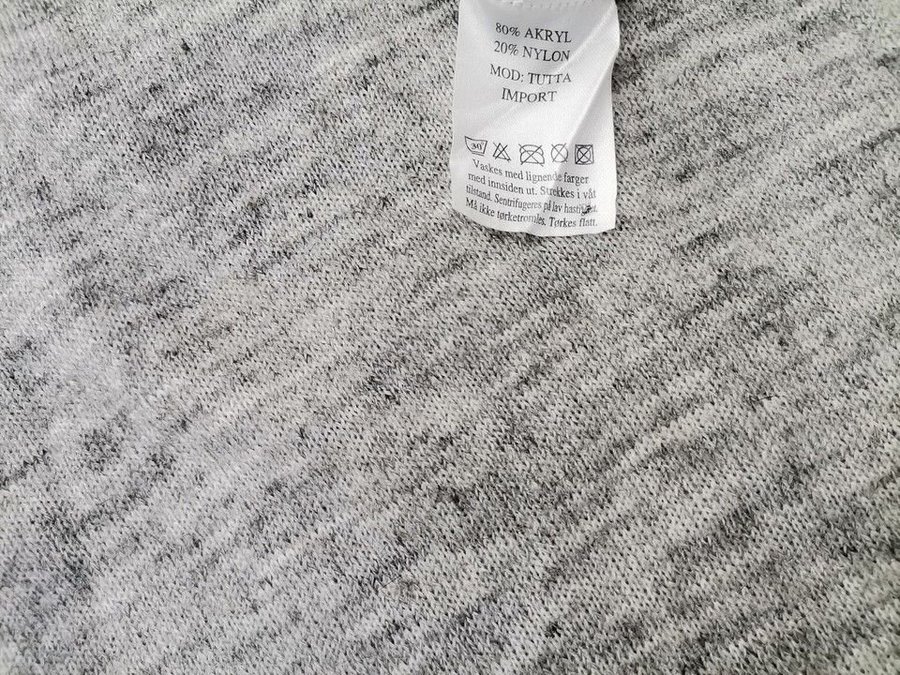 80% AKRYL
20% NYLON
MOD: TUTTA
IMPORT
30
Vaskes med lignende farger
med innsiden ut. Strekkes i våt
tilstand. Sentrifugeres på lav hastighet.
Må ikke tørketromles. Tørkes flatt.